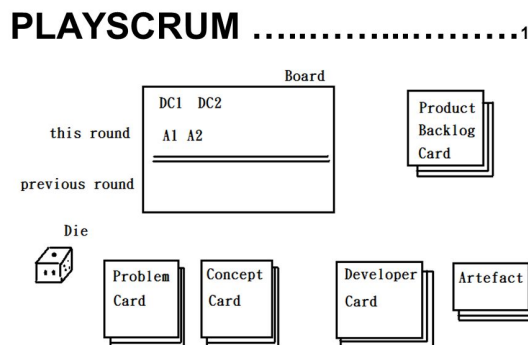 PLAYSCRUM ........................1
Board
DC1 DC2
this round
A1 A2
previous round
Product
Backlog
Card
Die
Problem
Card
Concept
Card
Developer
Card
Artefact